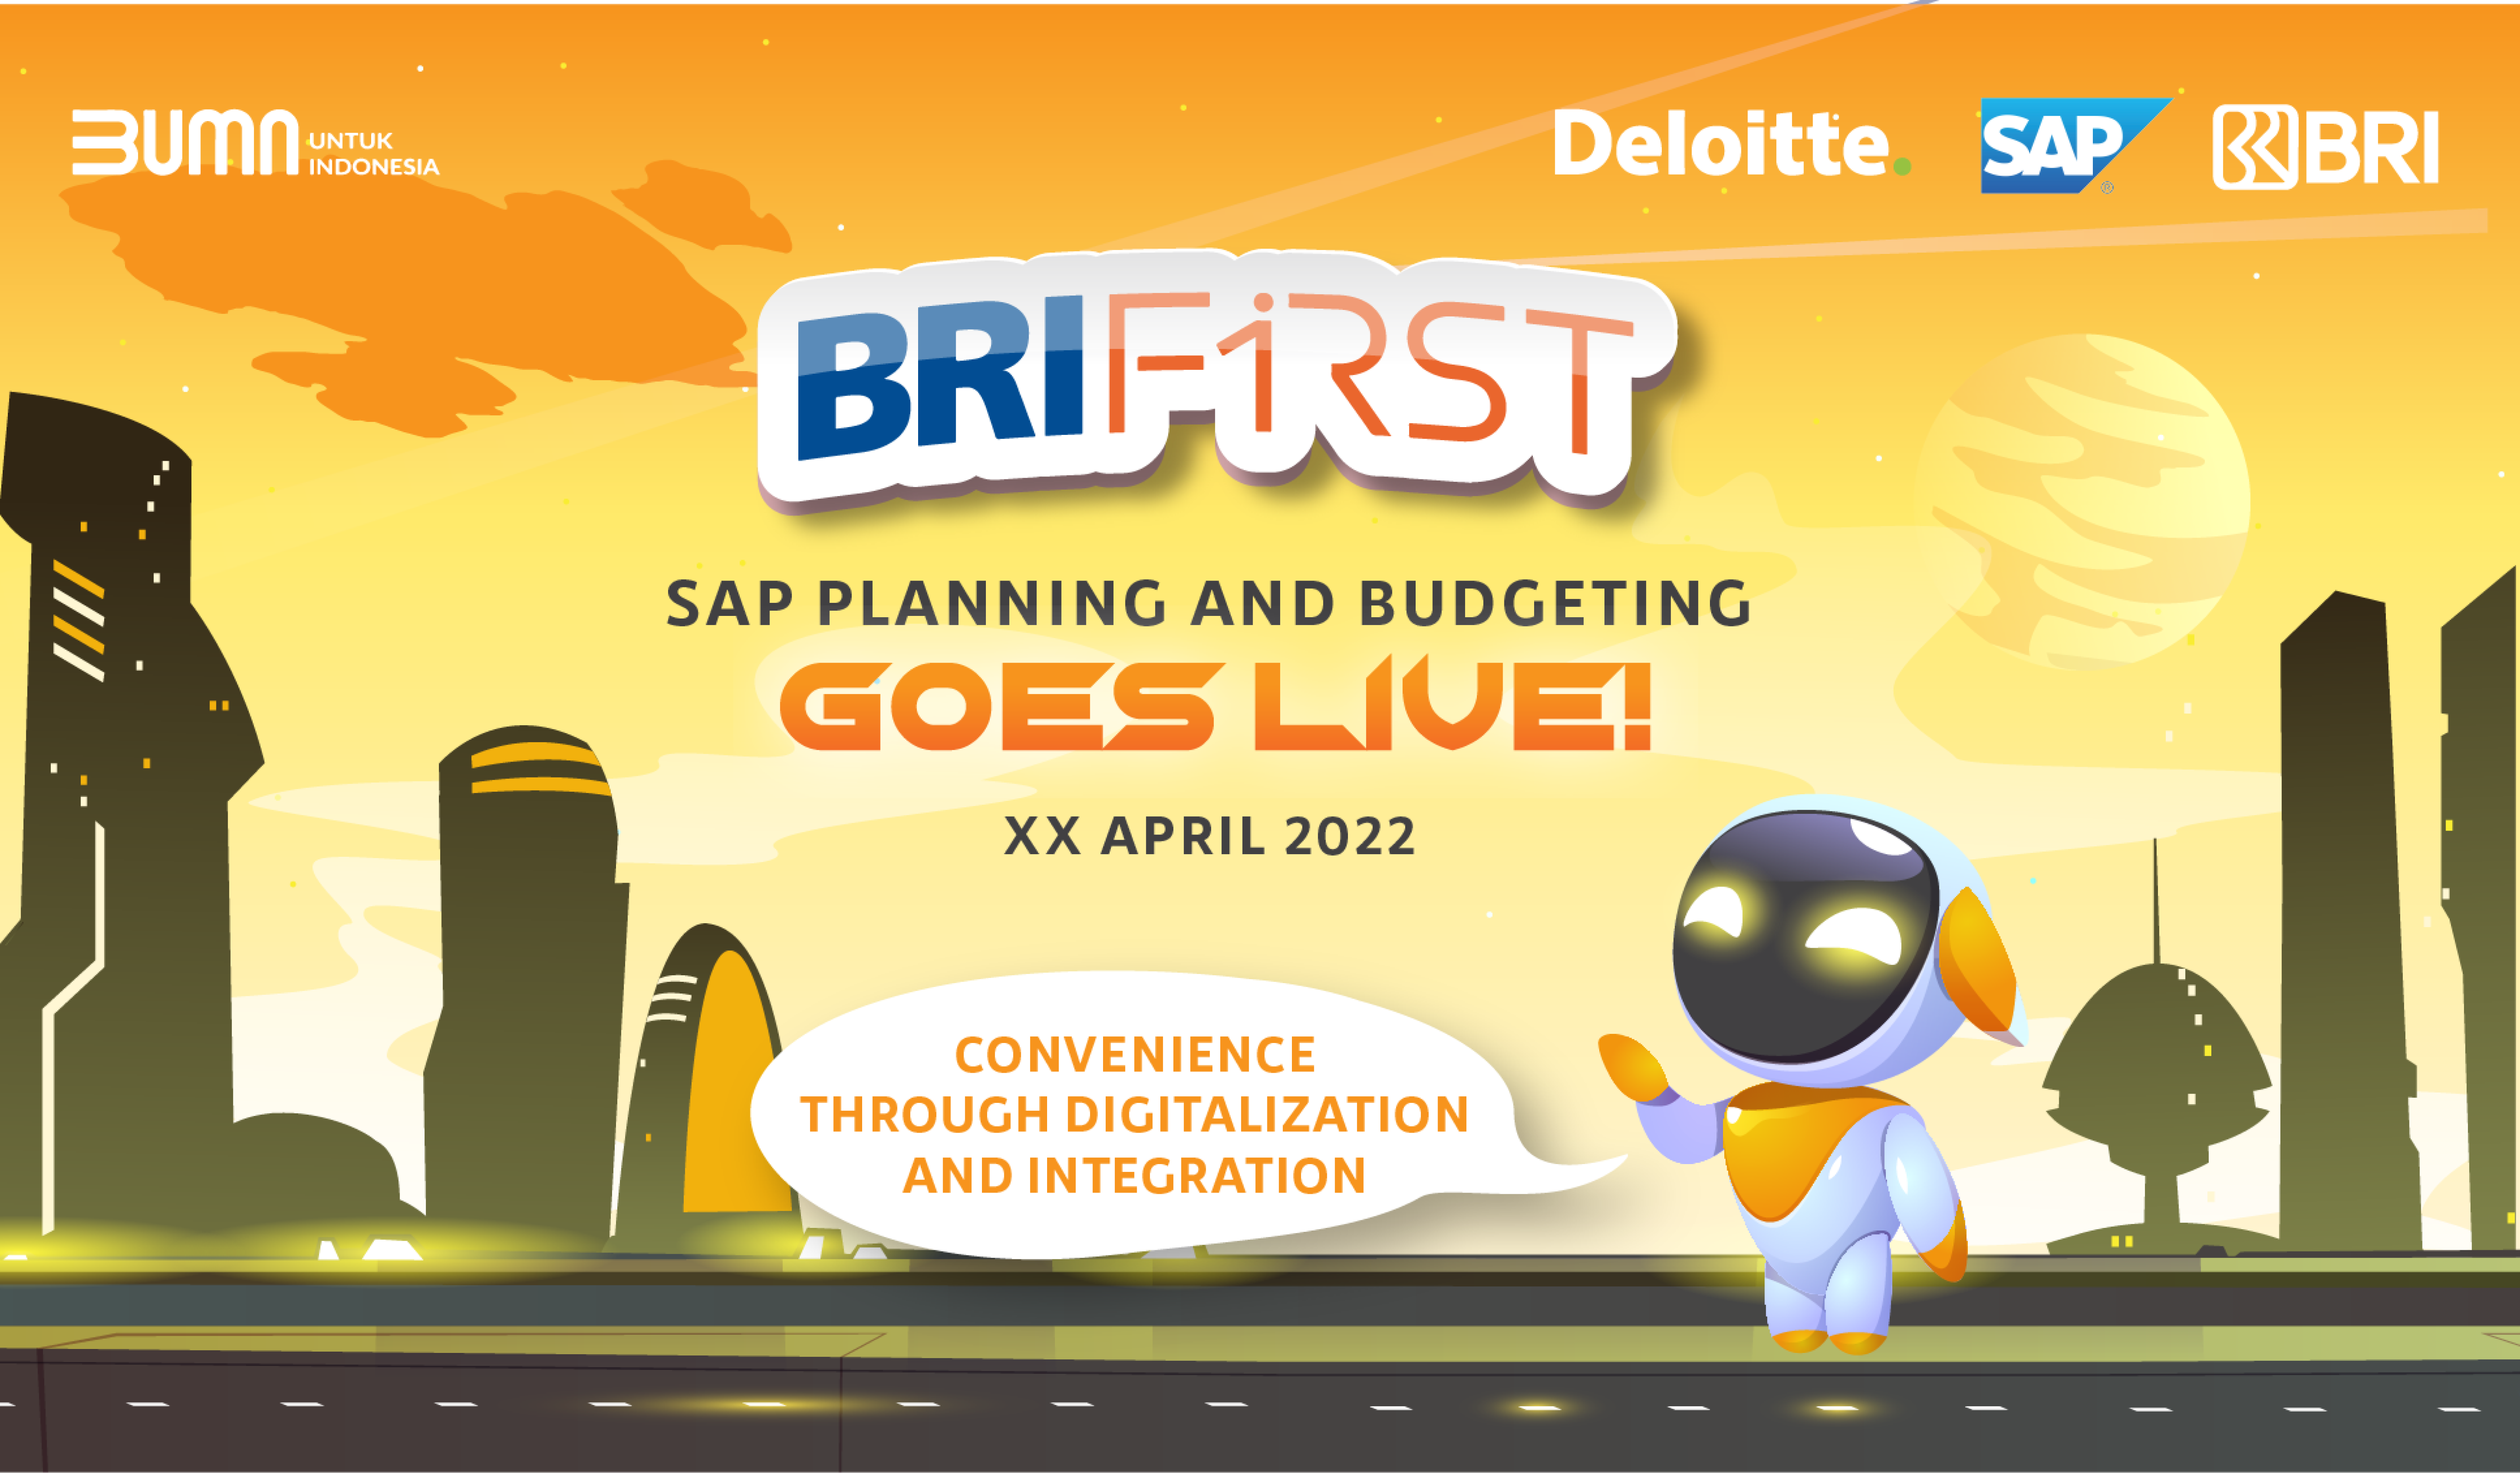 BUMN UNTUK
INDONESIA
Deloitte.
SAP ®
BRI
BRIFiRST
SAP PLANNING AND BUDGETING
GOES LIVE!
XX APRIL 2022
CONVENIENCE
THROUGH DIGITALIZATION
AND INTEGRATION